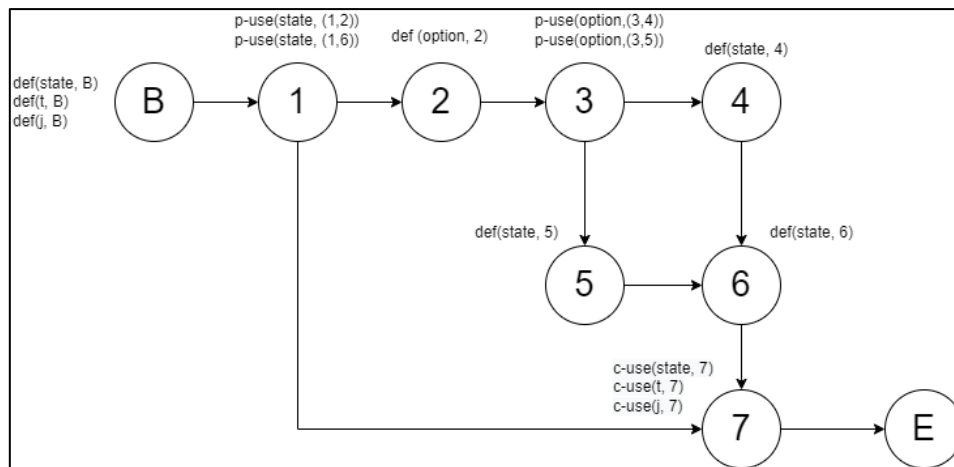 p-use(state, (1,2))
p-use(state, (1,6))
def (option, 2)
p-use(option,(3,4))
p-use(option,(3,5))
def(state, 4)
def(state, B)
def(t, B)
def(j, B)
B
1
2
3
4
def(state, 5)
def(state, 6)
5
6
c-use(state, 7)
c-use(t, 7)
c-use(j, 7)
7
E